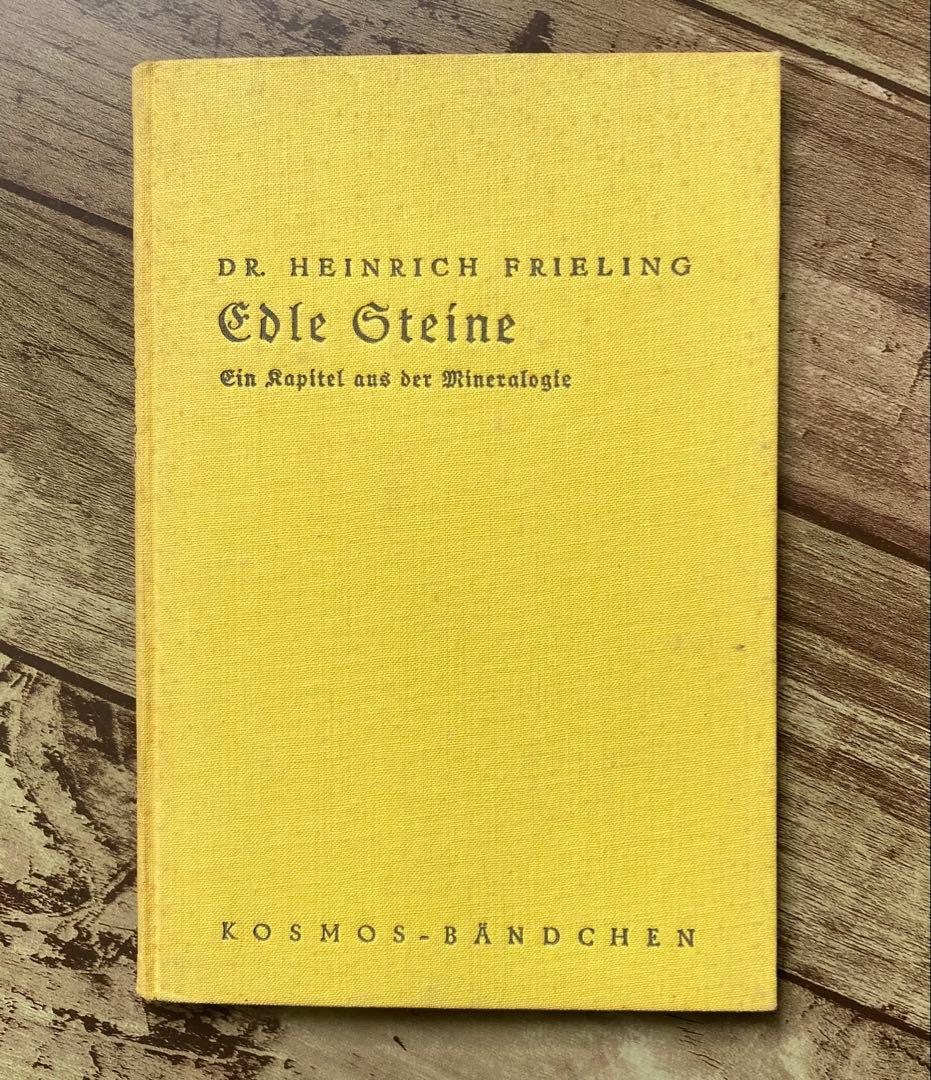 DR. HEINRICH FRIELING
Edle Steine
Ein Kapitel aus der Mineralogie
KOSMOS-BÄNDCHEN